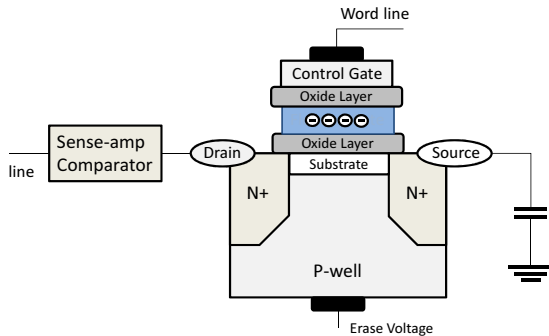 Word line
Control Gate
Oxide Layer
Oxide Layer
Sense-amp
Comparator
line
Drain
Substrate
Source
N+
N+
P-well
Erase Voltage